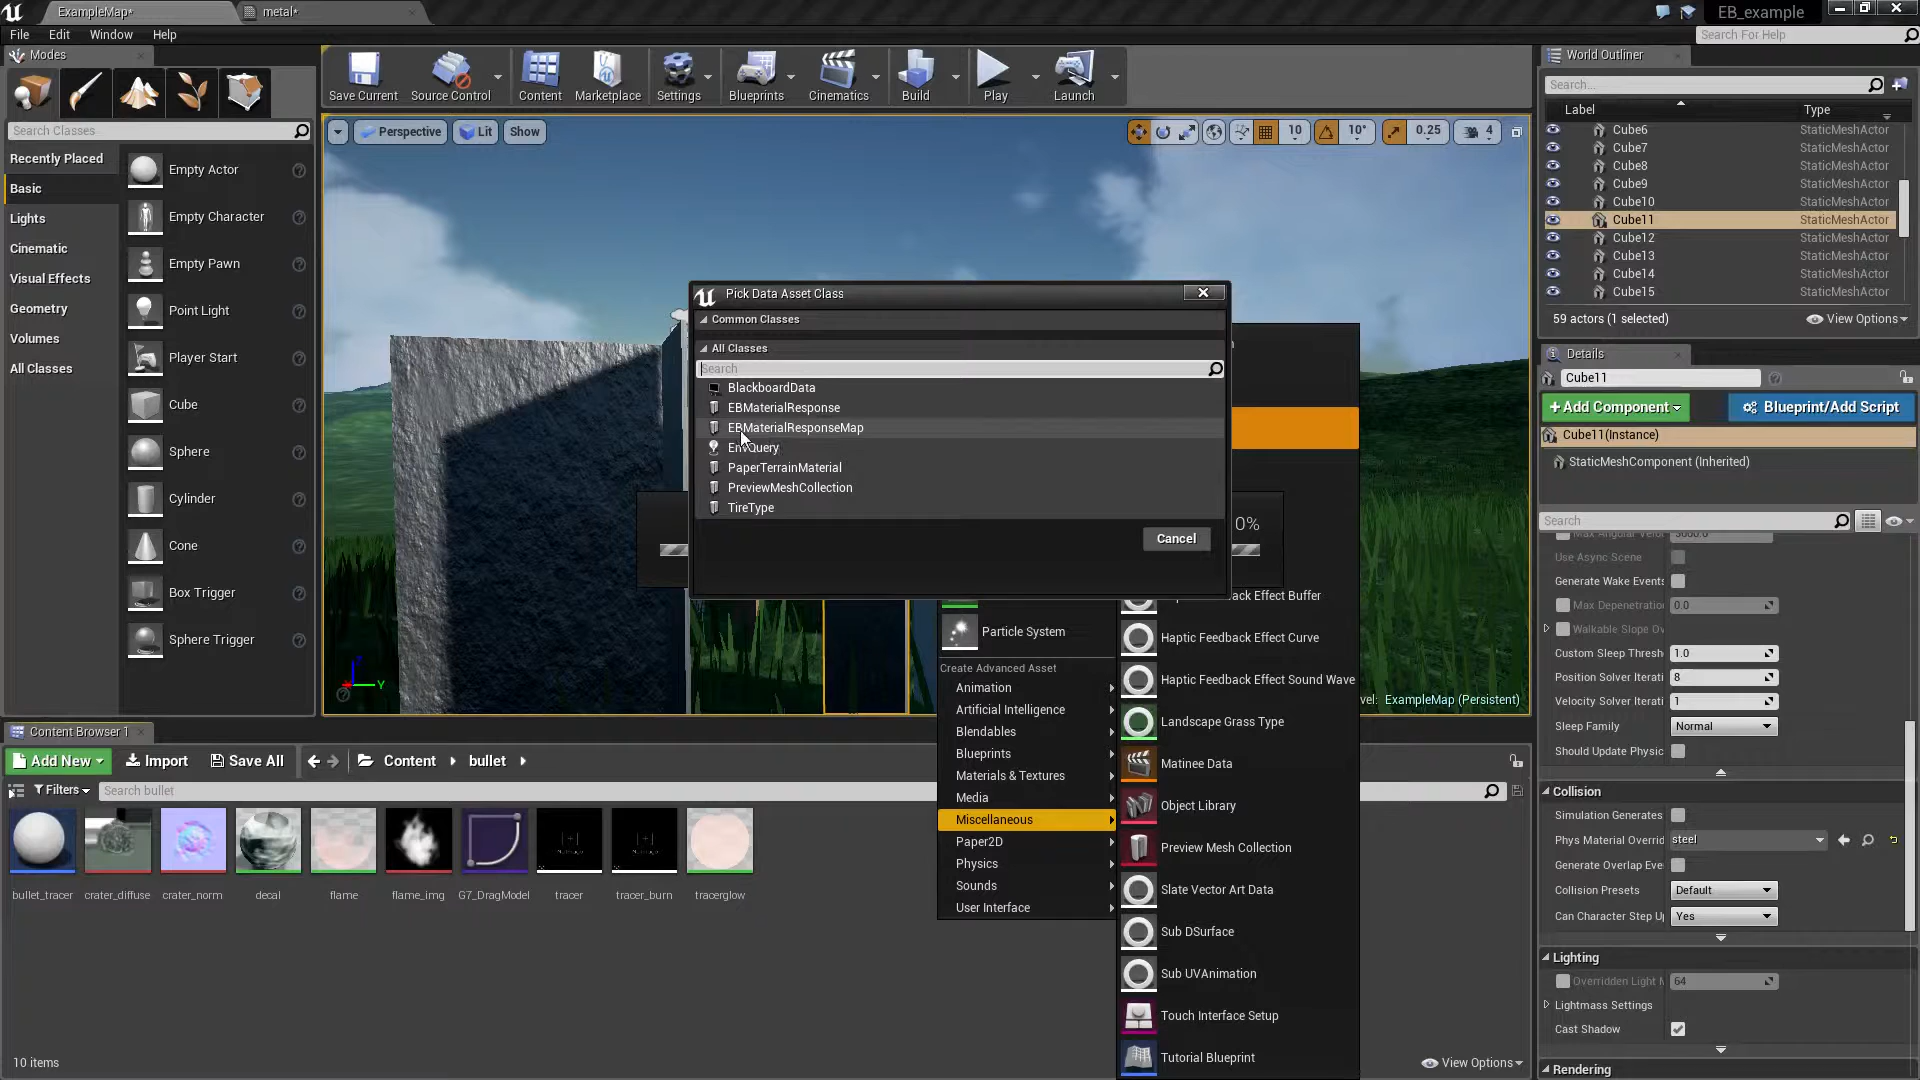 ExampleMap*
metal*
EB_example
File Edit Window Help
Search For Help
Modes
Save Current
Source Control
Content
Marketplace
Settings
Blueprints
Cinematics
Build
Play
Launch
World Outliner
Search...
Label Type
Cube6 StaticMeshActor
Cube7 StaticMeshActor
Cube8 StaticMeshActor
Cube9 StaticMeshActor
Cube10 StaticMeshActor
Cube11 StaticMeshActor
Cube12 StaticMeshActor
Cube13 StaticMeshActor
Cube14 StaticMeshActor
Cube15 StaticMeshActor
59 actors (1 selected) View Options
Search Classes
Recently Placed
Basic
Lights
Cinematic
Visual Effects
Geometry
Volumes
All Classes
Empty Actor
Empty Character
Empty Pawn
Point Light
Player Start
Cube
Sphere
Cylinder
Cone
Box Trigger
Sphere Trigger
Perspective Lit Show
10 10° 0.25 4
Pick Data Asset Class
Common Classes
All Classes
Search
BlackboardData
EBMaterialResponse
EBMaterialResponseMap
EnvQuery
PaperTerrainMaterial
PreviewMeshCollection
TireType
Cancel
0%
Particle System
Create Advanced Asset
Animation
Artificial Intelligence
Blendables
Blueprints
Materials & Textures
Media
Miscellaneous
Paper2D
Physics
Sounds
User Interface
ack Effect Buffer
Haptic Feedback Effect Curve
Haptic Feedback Effect Sound Wave
Landscape Grass Type
Matinee Data
Object Library
Preview Mesh Collection
Slate Vector Art Data
Sub DSurface
Sub UVAnimation
Touch Interface Setup
Tutorial Blueprint
vel: ExampleMap (Persistent)
Details
Cube11
+Add Component
Blueprint/Add Script
Cube11(Instance)
StaticMeshComponent (Inherited)
Search
Use Async Scene
Generate Wake Events
Max Depenetratio 0.0
Walkable Slope Ov
Custom Sleep Thresh 1.0
Position Solver Iterati 8
Velocity Solver Iterati 1
Sleep Family Normal
Should Update Physic
Collision
Simulation Generates
Phys Material Overrid steel
Generate Overlap Eve
Collision Presets Default
Can Character Step U Yes
Lighting
Overridden Light M 64
Lightmass Settings
Cast Shadow
Rendering
Content Browser 1
Add New Import Save All Content bullet
Filters Search bullet
bullet_tracer crater_diffuse crater_norm decal flame flame_img G7_DragModel tracer tracer_burn tracerglow
10 items
View Options